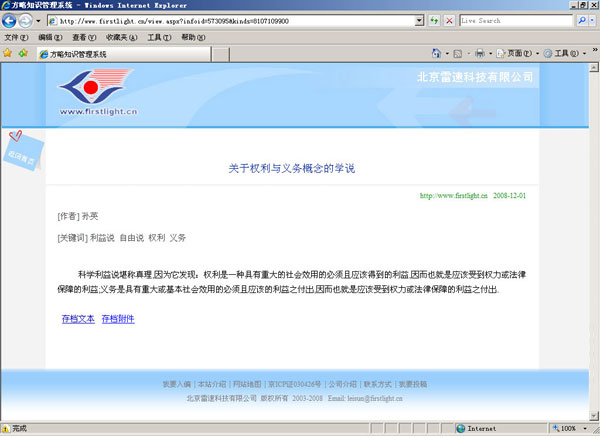 方略知识管理系统 - Windows Internet Explorer
http://www.firstlight.cn/view.aspx?infoid=573095&kinds=8107109900
Live Search
文件(F) 编辑(E) 查看(V) 收藏夹(A) 工具(T) 帮助(H)
方略知识管理系统
页面(P) 工具(O)
北京雷速科技有限公司
www.firstlight.cn
返回首页
关于权利与义务概念的学说
http://www.firstlight.cn 2008-12-01
[作者] 孙英
[关键词] 利益说 自由说 权利 义务
科学利益说堪称真理,因为它发现：权利是一种具有重大的社会效用的必须且应该得到的利益,因而也就是应该受到权力或法律
保障的利益;义务是具有重大或基本社会效用的必须且应该的利益之付出,因而也就是应该受到权力或法律保障的利益之付出.
存档文本 存档附件
我要入编 | 本站介绍 | 网站地图 | 京ICP证030426号 | 公司介绍 | 联系方式 | 我要投稿
北京雷速科技有限公司 版权所有 2003-2008 Email: leisun@firstlight.cn
完成
Internet
100%